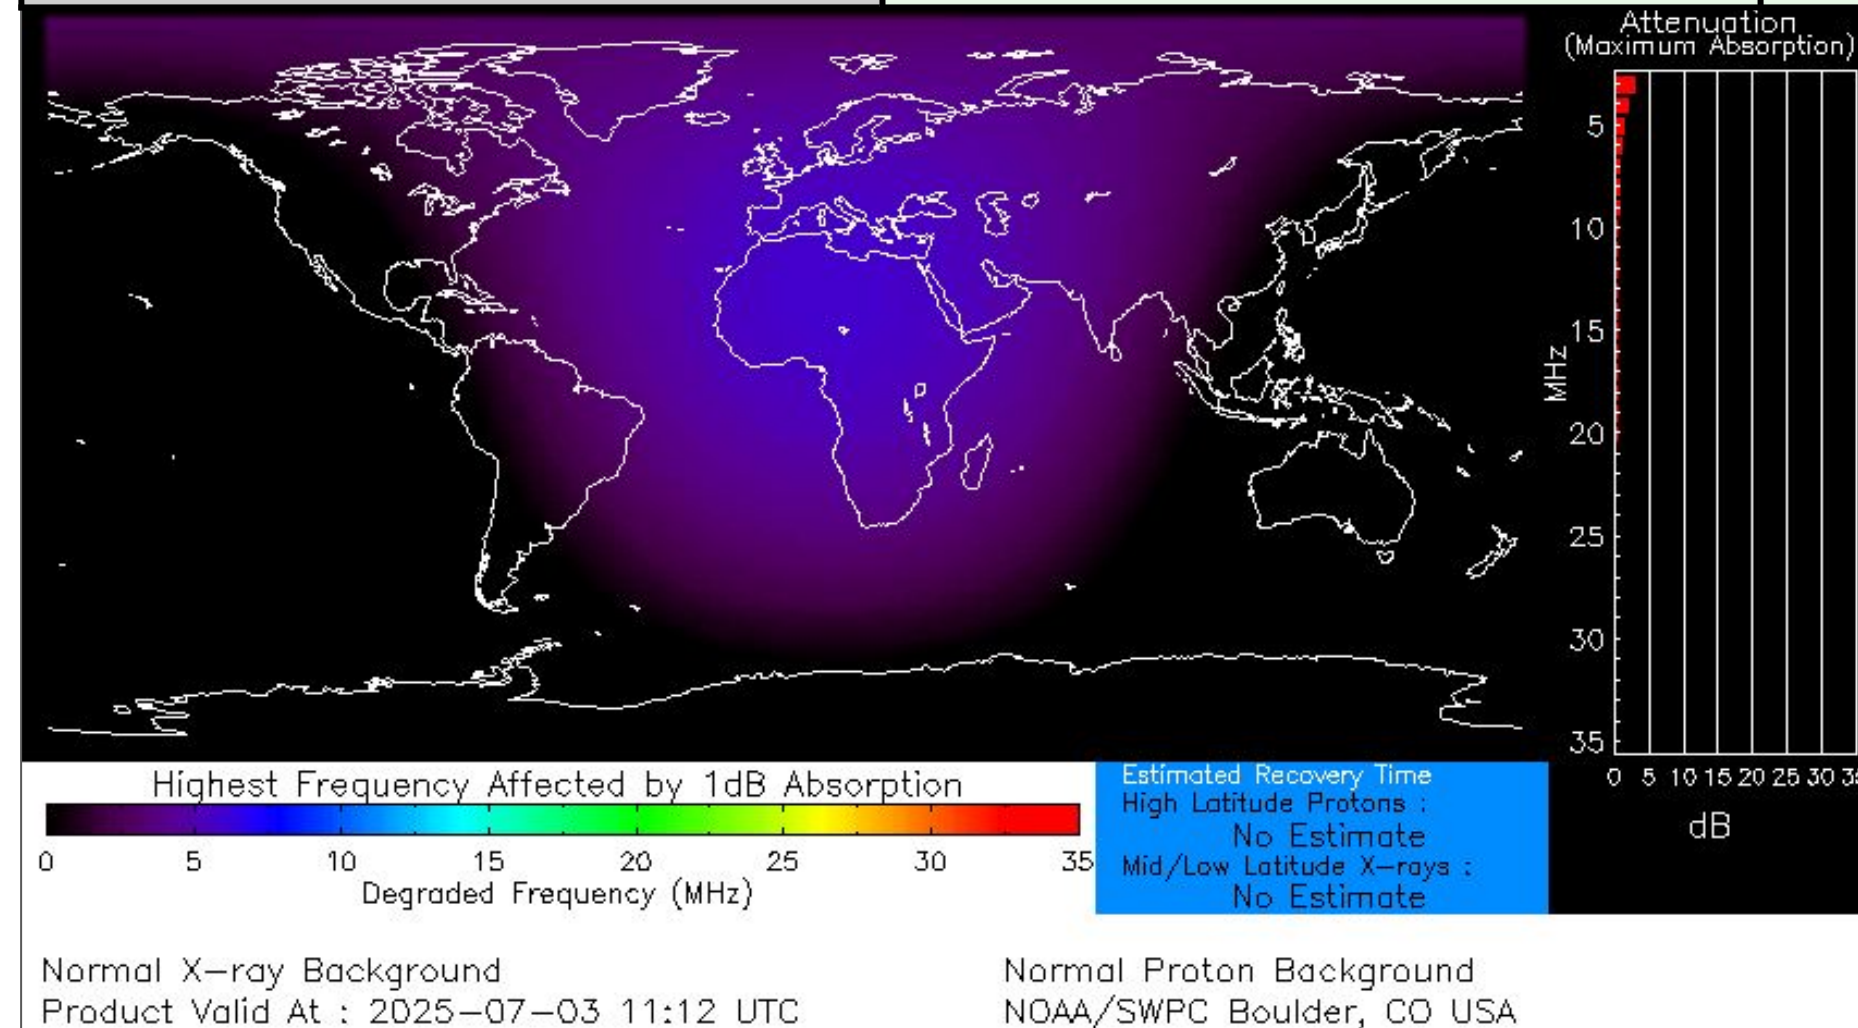 Attenuation
(Maximum Absorption)
5
10
15
20
25
30
35
MHz
0 5 10 15 20 25 30
dB
Highest Frequency Affected by 1dB Absorption
0 5 10 15 20 25 30 35
Degraded Frequency (MHz)
Estimated Recovery Time
High Latitude Protons :
No Estimate
Mid/Low Latitude X-rays :
No Estimate
Normal X-ray Background
Normal Proton Background
Product Valid At : 2025-07-03 11:12 UTC
NOAA/SWPC Boulder, CO USA